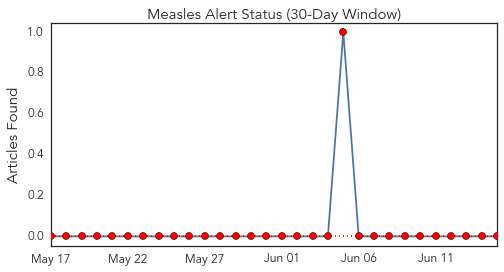 Measles Alert Status (30-Day Window)
Articles Found
1.0
0.8
0.6
0.4
0.2
0.0
May 17 May 22 May 27 Jun 01 Jun 06 Jun 11